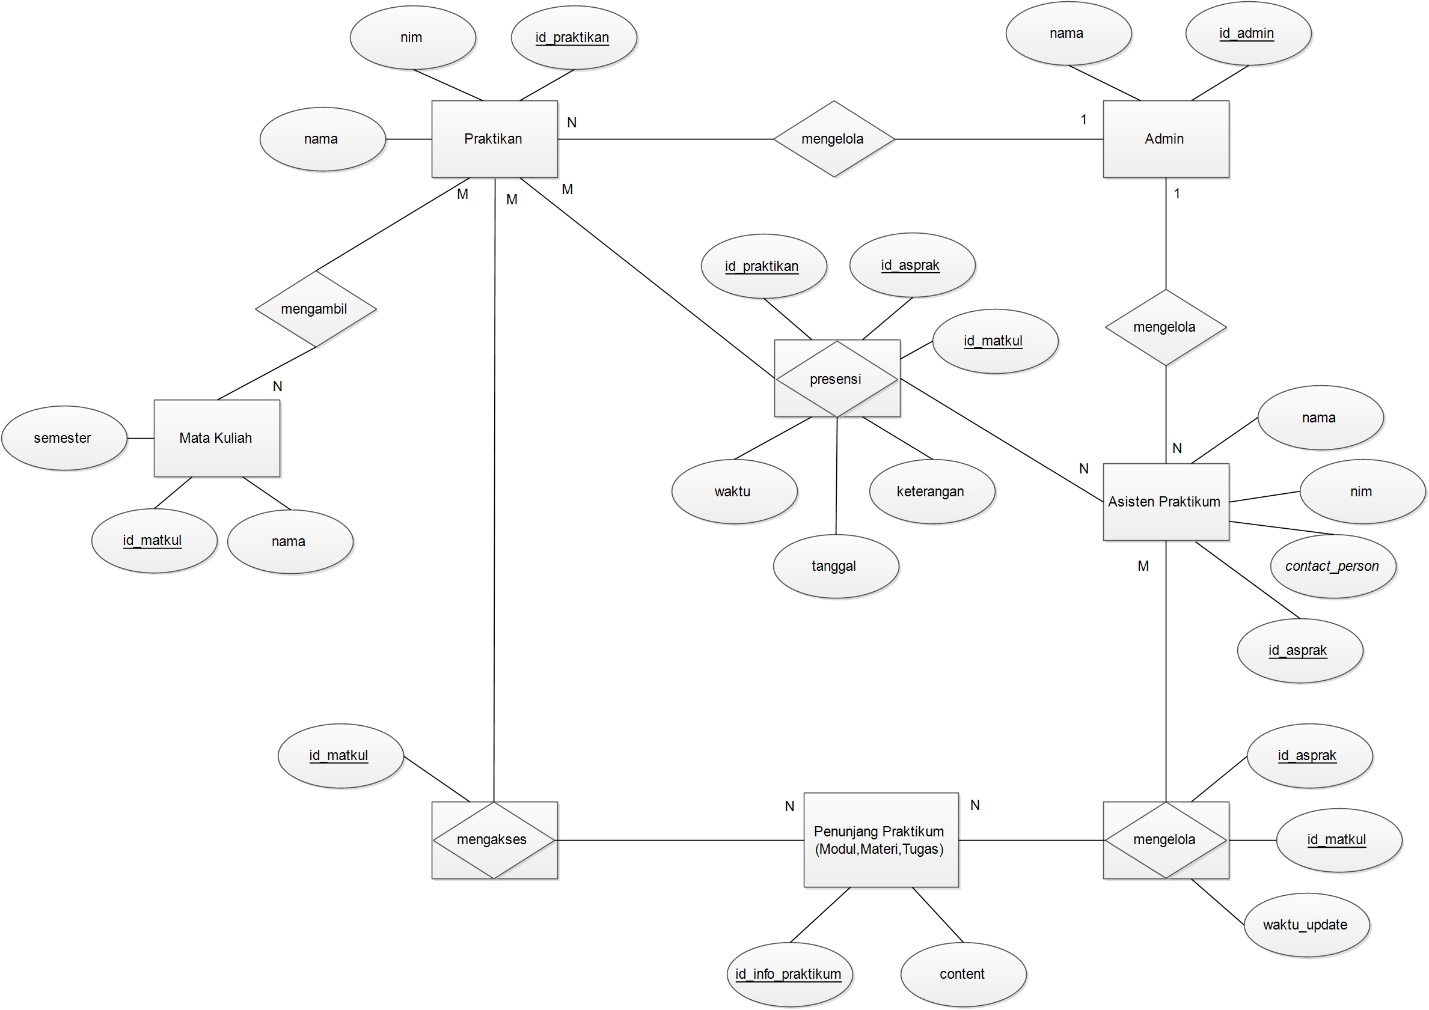 nim
id_praktikan
nama
id_admin
nama
Praktikan
N
mengelola
1
Admin
M
M
M
1
id_praktikan
id_asprak
id_matkul
mengambil
mengelola
presensi
N
semester
Mata Kuliah
nama
N
N
waktu
keterangan
nim
Asisten Praktikum
id_matkul
nama
tanggal
M
contact_person
id_asprak
id_matkul
id_asprak
N
N
mengakses
Penunjang Praktikum
(Modul,Materi,Tugas)
mengelola
id_matkul
waktu_update
id_info_praktikum
content